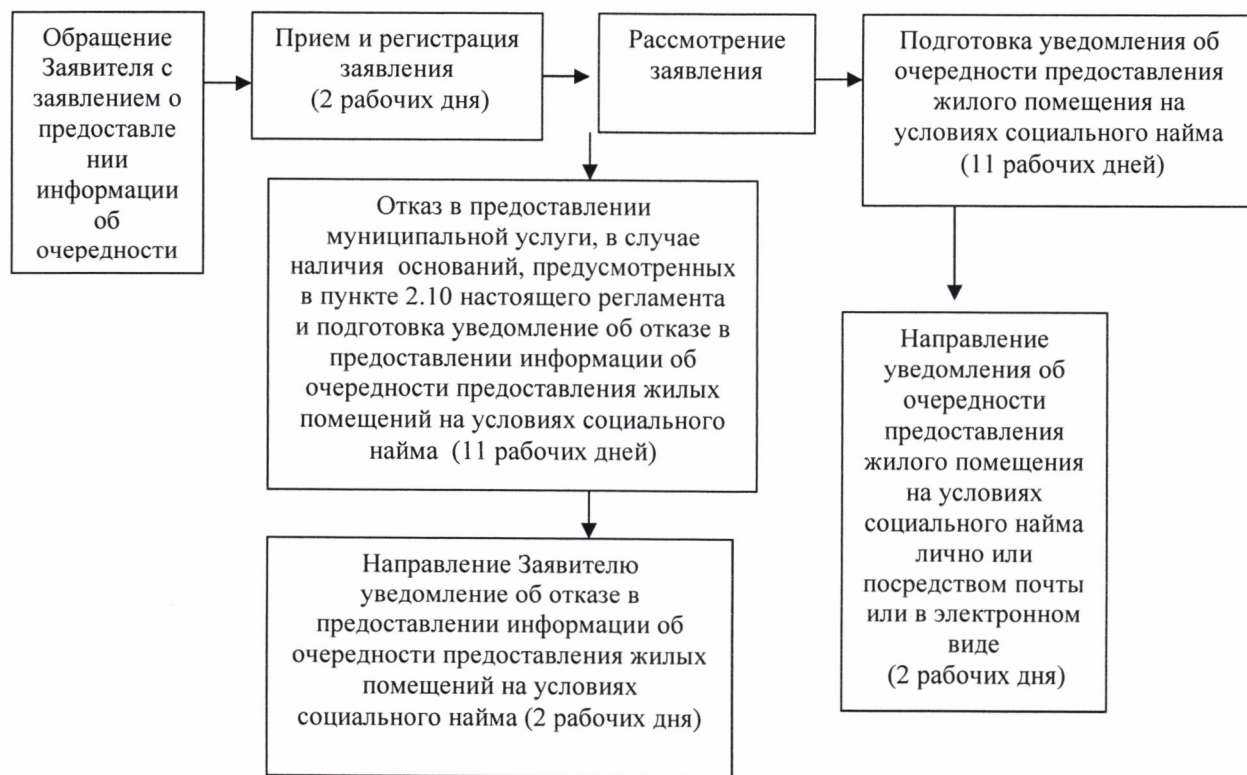 Обращение
Заявителя с
заявлением о
предоставле
нии
информации
об
очередности
Прием и регистрация
заявления
(2 рабочих дня)
Рассмотрение
заявления
Подготовка уведомления об
очередности предоставления
жилого помещения на
условиях социального найма
(11 рабочих дней)
Отказ в предоставлении
муниципальной услуги, в случае
наличия оснований, предусмотренных
в пункте 2.10 настоящего регламента
и подготовка уведомление об отказе в
предоставлении информации об
очередности предоставления жилых
помещений на условиях социального
найма (11 рабочих дней)
Направление Заявителю
уведомление об отказе в
предоставлении информации об
очередности предоставления жилых
помещений на условиях
социального найма (2 рабочих дня)
Направление
уведомления об
очередности
предоставления
жилого помещения
на условиях
социального найма
лично или
посредством почты
или в электронном
виде
(2 рабочих дня)